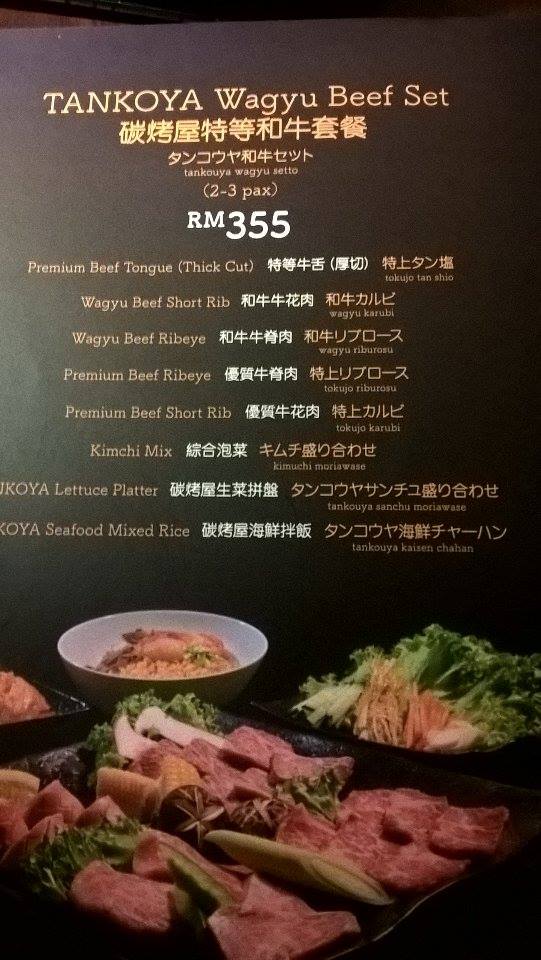 TANKOYA Wagyu Beef Set
碳烤屋特等和牛套餐
タンコウヤ和牛セット
tankouya wagyu setto
(2-3 pax)
RM355
Premium Beef Tongue (Thick Cut) 特等牛舌 (厚切) 特上タン塩
tokujo tan shio
Wagyu Beef Short Rib 和牛牛花肉 和牛カルビ
wagyu karubi
Wagyu Beef Ribeye 和牛牛脊肉 和牛リブロース
wagyu riburosu
Premium Beef Ribeye 優質牛脊肉 特上リブロース
tokujo riburosu
Premium Beef Short Rib 優質牛花肉 特上カルビ
tokujo karubi
Kimchi Mix 綜合泡菜 キムチ盛り合わせ
kimuchi moriawase
NKOYA Lettuce Platter 碳烤屋生菜拼盤 タンコウヤサンチュ盛り合わせ
tankouya sanchu moriawase
KOYA Seafood Mixed Rice 碳烤屋海鮮拌飯 タンコウヤ海鮮チャーハン
tankouya kaisen chahan